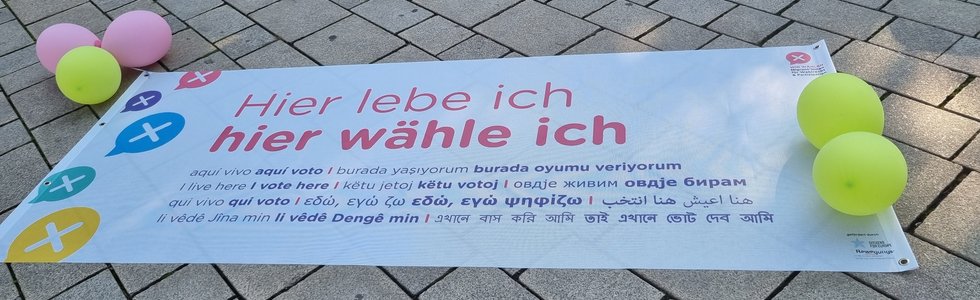 Hier lebe ich
hier wähle ich
aquí vivo aquí voto I burada yaşıyorum burada oyumu veriyorum
I live here I vote here I këtu jetoj këtu votoj I овдје живим овдје бирам
qui vivo qui voto I εδώ, εγώ ζω εδώ, εγώ ψηφίζω I هنا اعيش هنا انتخب
li vêdê Jîna min li vêdê Dengê min I এখানে বাস করি আমি তাই এখানে ভোট দেব আমি